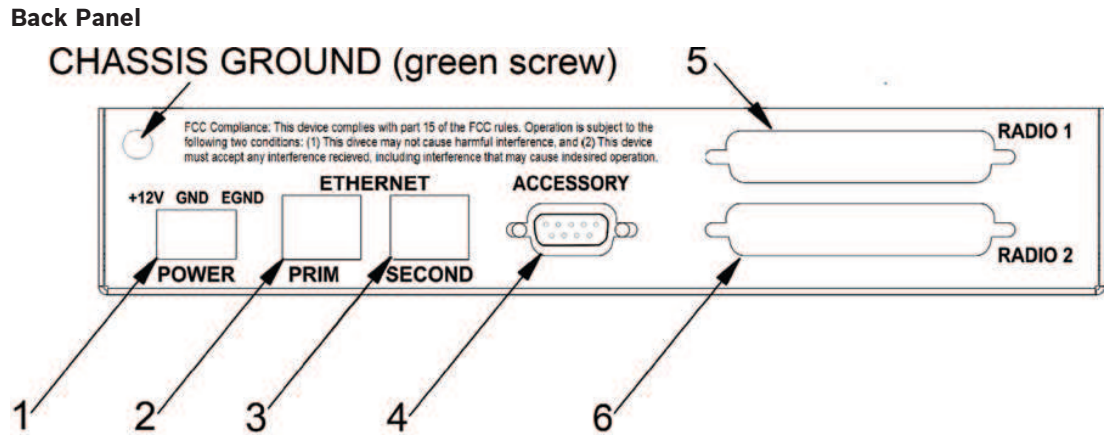 Back Panel
CHASSIS GROUND (green screw)
5
FCC Compliance: This device complies with part 15 of the FCC rules. Operation is subject to the
following two conditions: (1) This divece may not cause harmful interference, and (2) This device
must accept any interference recieved, including interference that may cause indesired operation.
RADIO 1
ETHERNET
ACCESSORY
+12V GND EGND
POWER
PRIM
SECOND
RADIO 2
1
2
3
4
6